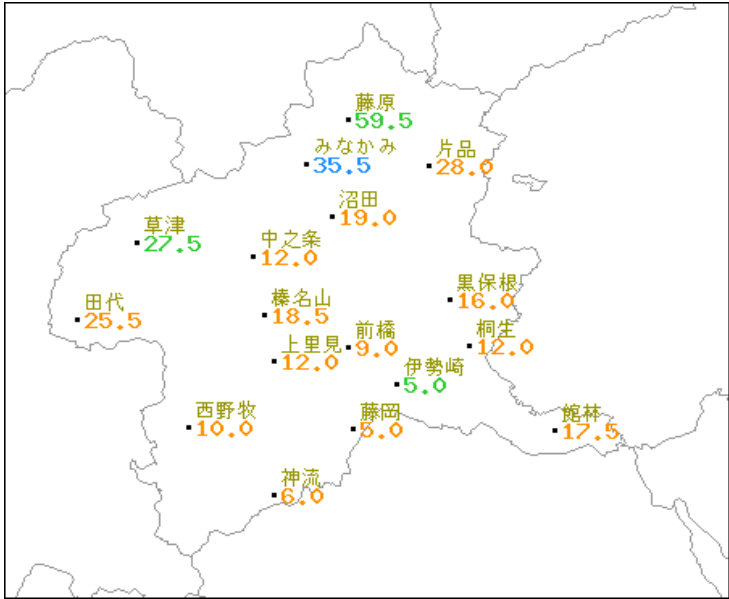 藤原
59.5
みなかみ
35.5
片品
28.0
沼田
19.0
草津
27.5
中之条
12.0
黒保根
16.0
田代
25.5
榛名山
18.5
前橋
9.0
桐生
12.0
上里見
12.0
伊勢崎
5.0
西野牧
10.0
藤岡
5.0
館林
17.5
神流
6.0